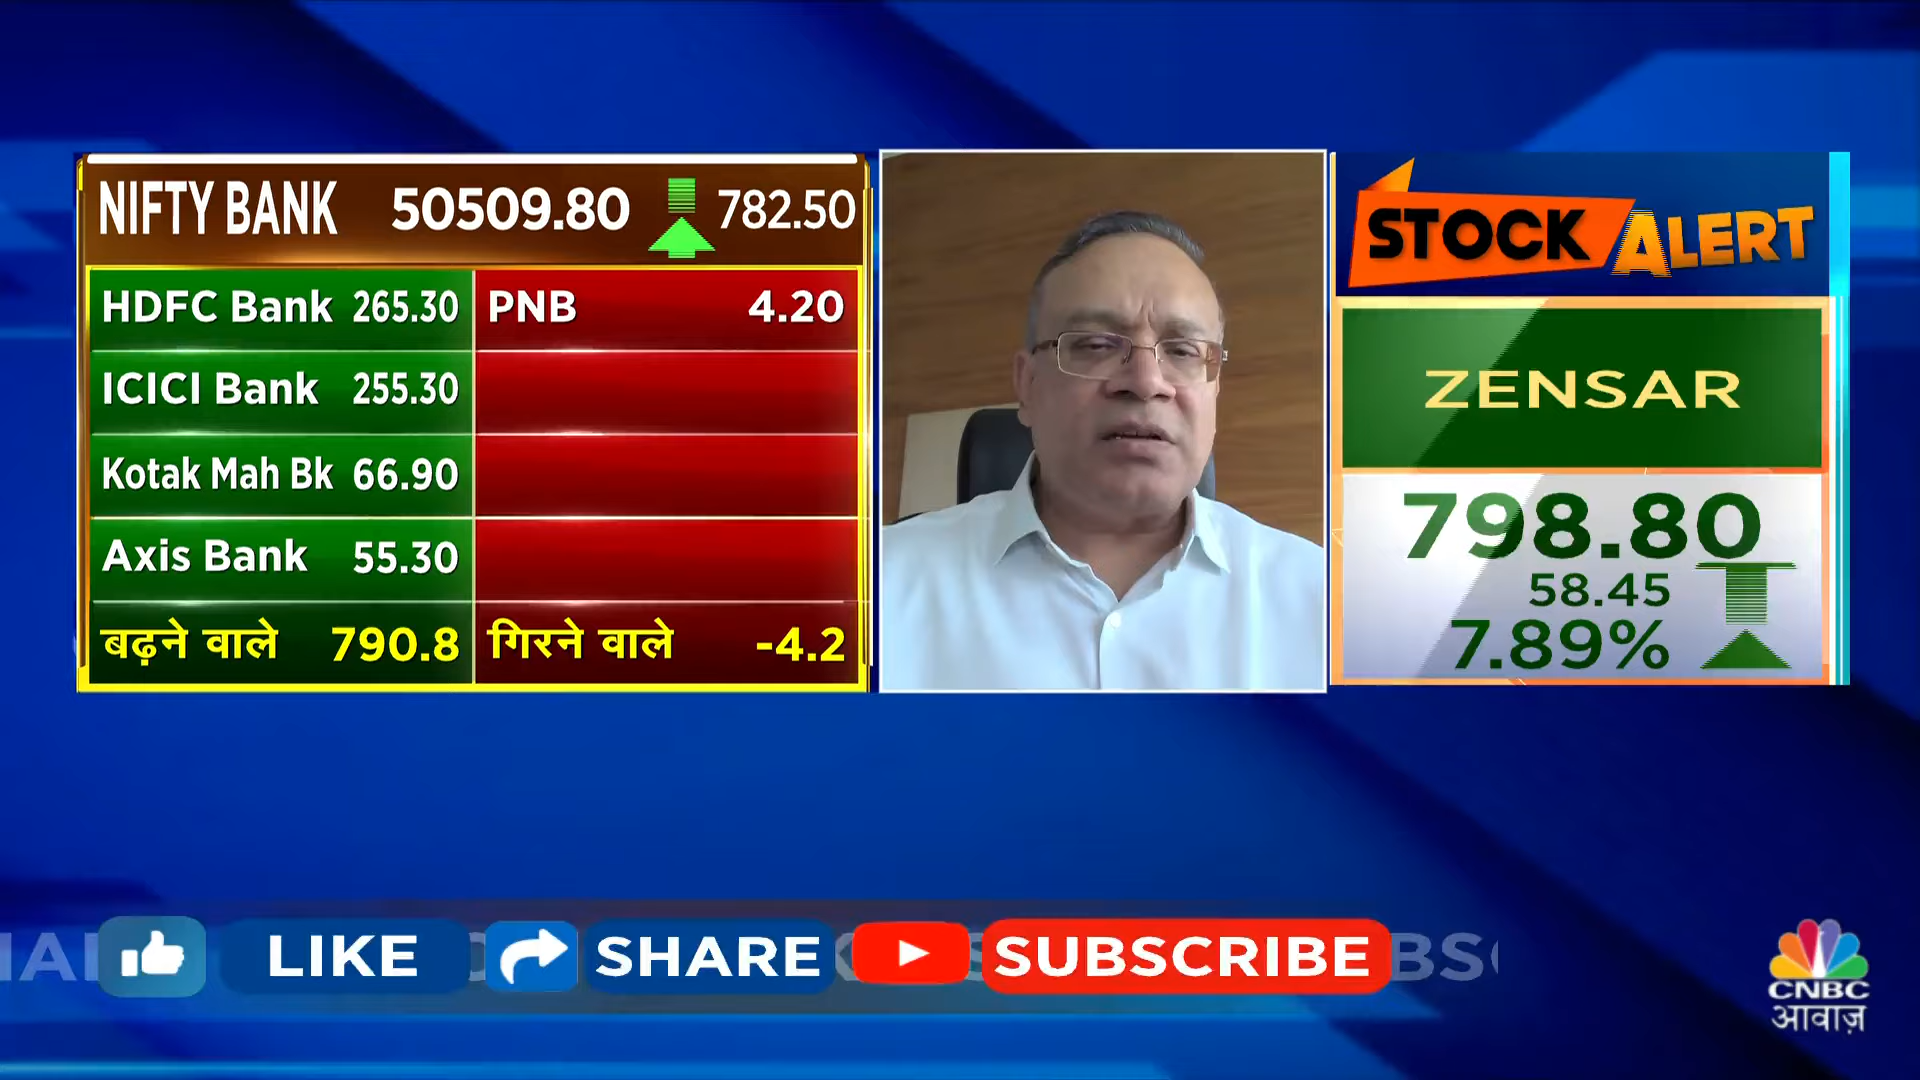 NIFTY BANK 50509.80 782.50
HDFC Bank 265.30 PNB 4.20
ICICI Bank 255.30
Kotak Mah Bk 66.90
Axis Bank 55.30
बढ़ने वाले 790.8 गिरने वाले -4.2
STOCK ALERT
ZENSAR
798.80
58.45
7.89%
LIKE SHARE SUBSCRIBE
CNBC
आवाज़